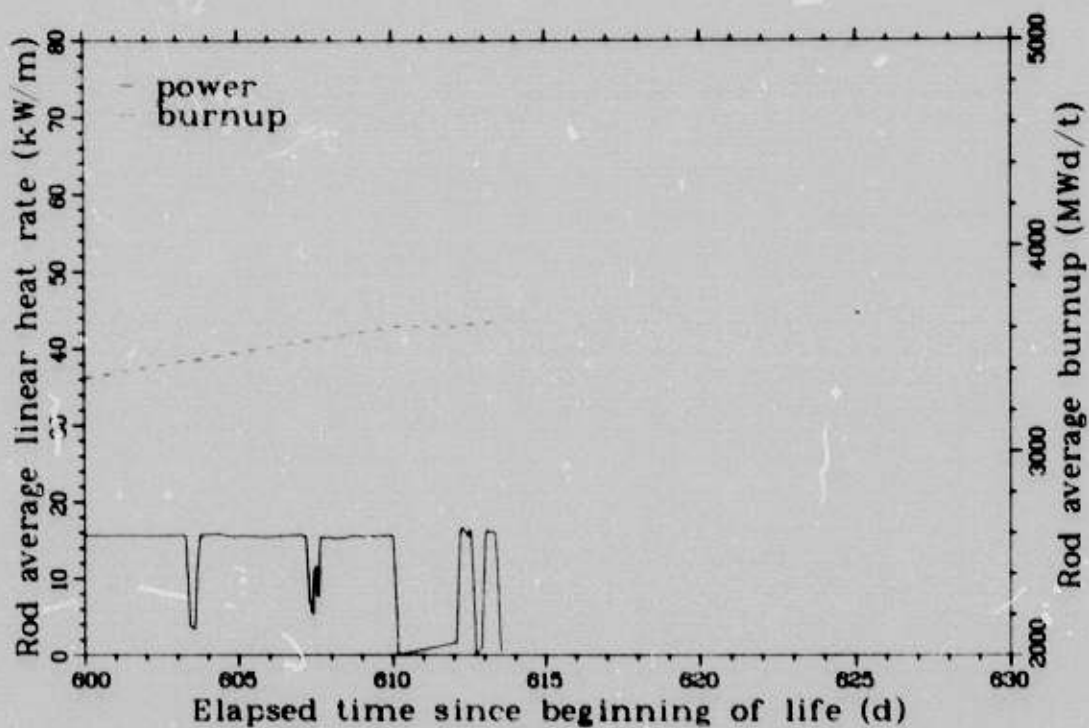 Rod average linear heat rate (kW/m)
80
70
60
50
40
30
20
10
0
- power
-- burnup
5000
4000
3000
2000
Rod average burnup (MWd/t)
600 605 610 615 620 625 630
Elapsed time since beginning of life (d)